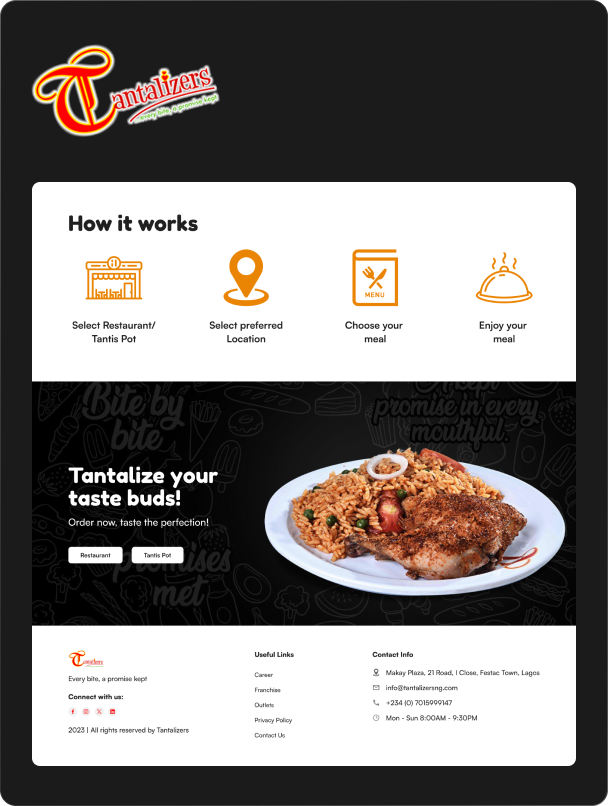 Tantalizers
...every bite, a promise kept
How it works
MENU
Select Restaurant/
Tantis Pot
Select preferred
Location
Choose your
meal
Enjoy your
meal
Bite by
bite
A kept
promise in every
mouthful.
Tantalize your
taste buds!
Order now, taste the perfection!
Restaurant
Tantis Pot
promises
met
Tantalizers
Every bite, a promise kept
Connect with us:
2023 | All rights reserved by Tantalizers
Useful Links
Career
Franchise
Outlets
Privacy Policy
Contact Us
Contact Info
Makay Plaza, 21 Road, I Close, Festac Town, Lagos
info@tantalizersng.com
+234 (0) 7015999147
Mon - Sun 8:00AM - 9:30PM